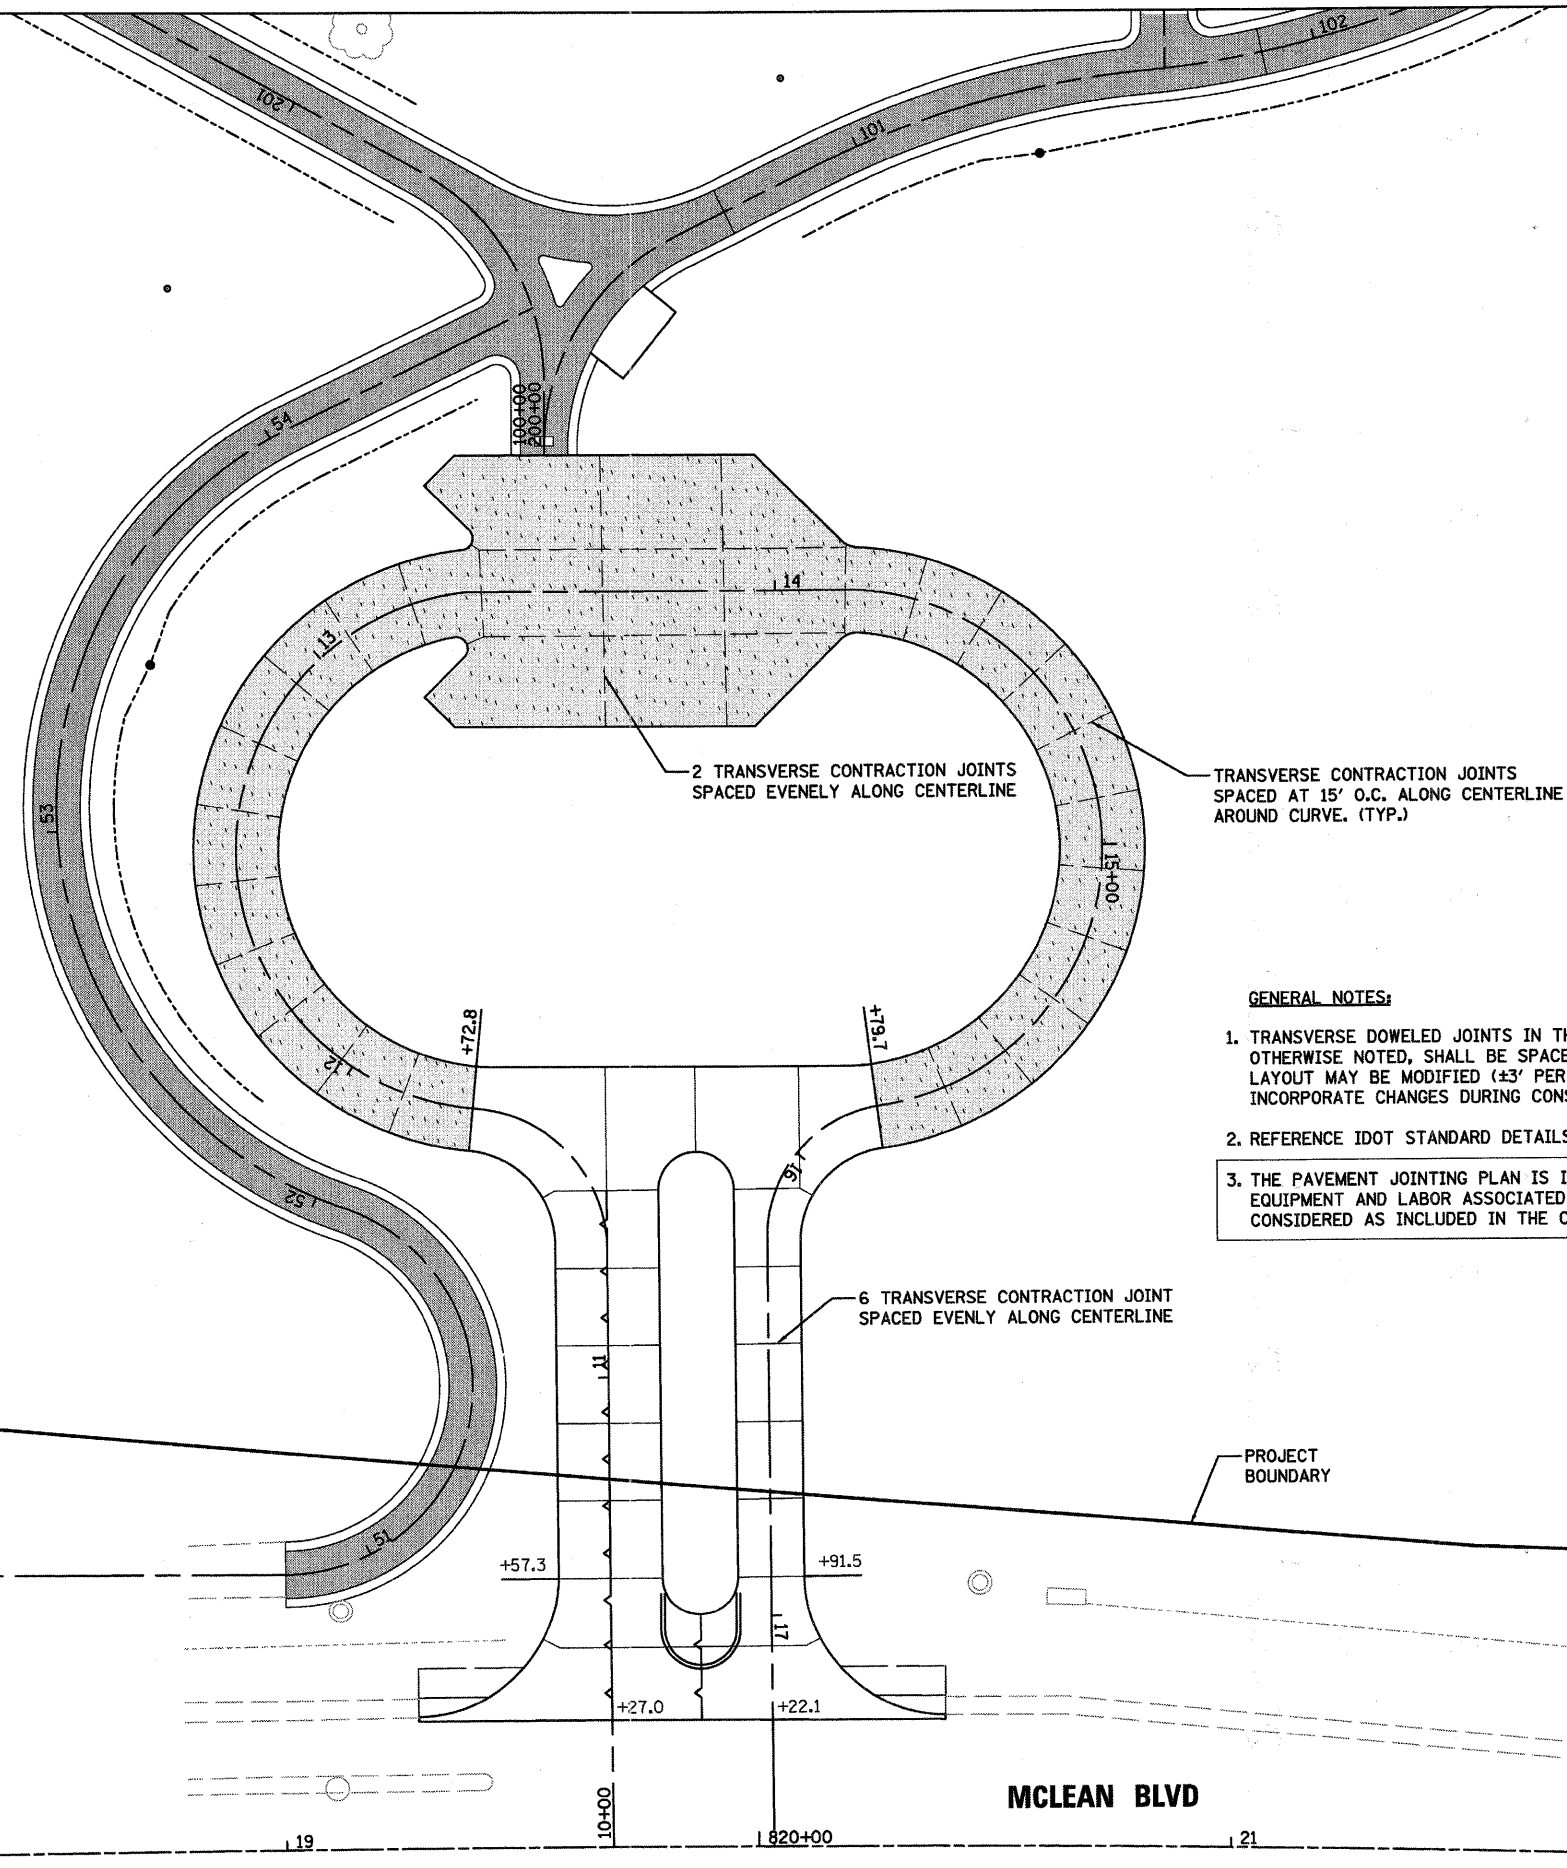 102
201
101
54
100+00
200+00
14
13
2 TRANSVERSE CONTRACTION JOINTS
SPACED EVENELY ALONG CENTERLINE
TRANSVERSE CONTRACTION JOINTS
SPACED AT 15' O.C. ALONG CENTERLINE
AROUND CURVE. (TYP.)
53
15+00
GENERAL NOTES:
1. TRANSVERSE DOWELED JOINTS IN TH
OTHERWISE NOTED, SHALL BE SPACE
LAYOUT MAY BE MODIFIED (±3' PER
INCORPORATE CHANGES DURING CONS
2. REFERENCE IDOT STANDARD DETAILS
3. THE PAVEMENT JOINTING PLAN IS I
EQUIPMENT AND LABOR ASSOCIATED
CONSIDERED AS INCLUDED IN THE C
+72.8
+79.7
12
16
52
6 TRANSVERSE CONTRACTION JOINT
SPACED EVENLY ALONG CENTERLINE
11
PROJECT
BOUNDARY
51
+57.3
+91.5
17
+27.0
+22.1
MCLEAN BLVD
10+00
19
820+00
21